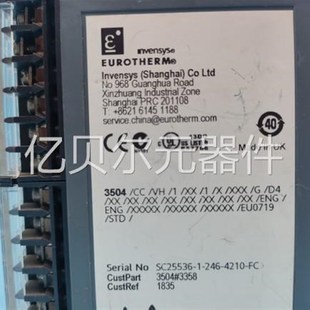 invensys
EUROTHERM
Invensys (Shanghai) Co Ltd
No 968 Guanghua Road
Xinzhuang Industrial Zone
Shanghai PRC 201108
T: +8621 6145 1188
service.china@eurotherm.com
40
亿贝尔元器件
3504 /CC /VH /1 /XX /1 /X /XXX /G /D4
/XX /XX /XX /XX /XX /XX /XX /XX /ENG /
ENG /XXXXX /XXXXX /XXXXXX /EU0719
/STD /
Serial No SC25536-1-246-4210-FC
CustPart 3504#3358
CustRef 1835